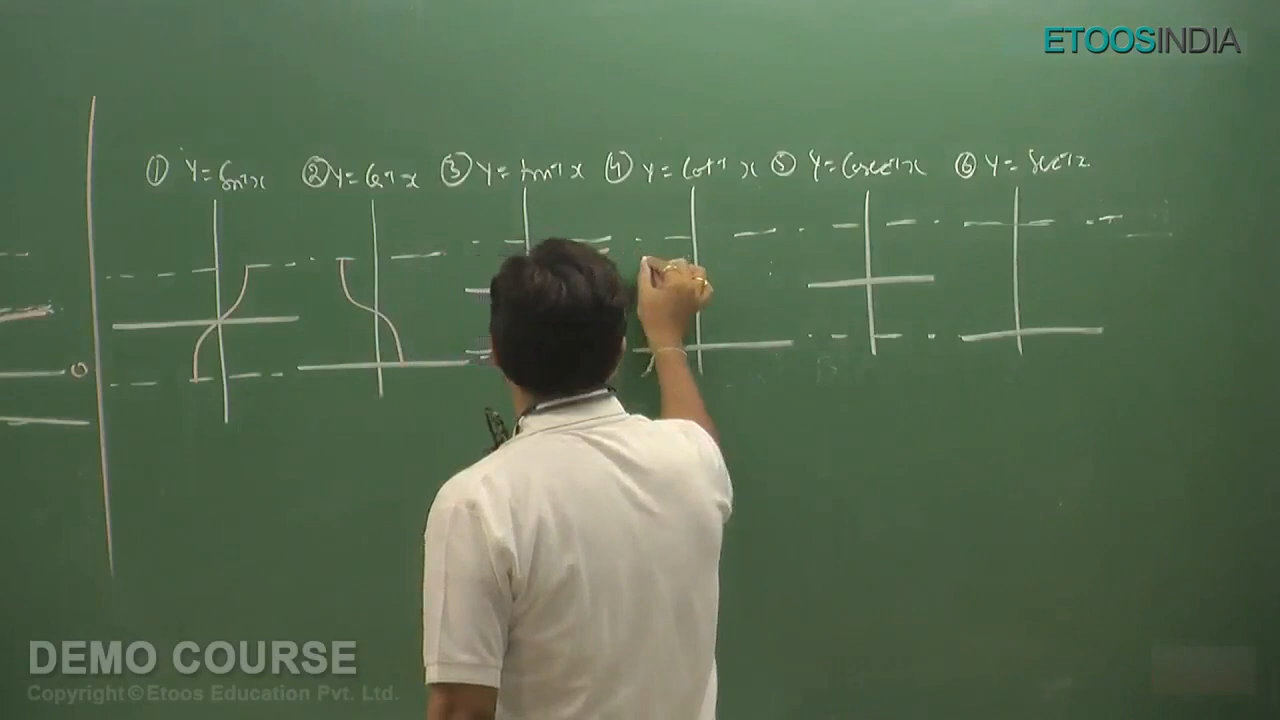 ETOOSINDIA
① y = Sin⁻¹x ② y = Cos⁻¹x ③ y = tan⁻¹x ④ y = Cot⁻¹x ⑤ y = Cosec⁻¹x ⑥ y = Sec⁻¹x
0
DEMO COURSE
Copyright © Etoos Education Pvt. Ltd.